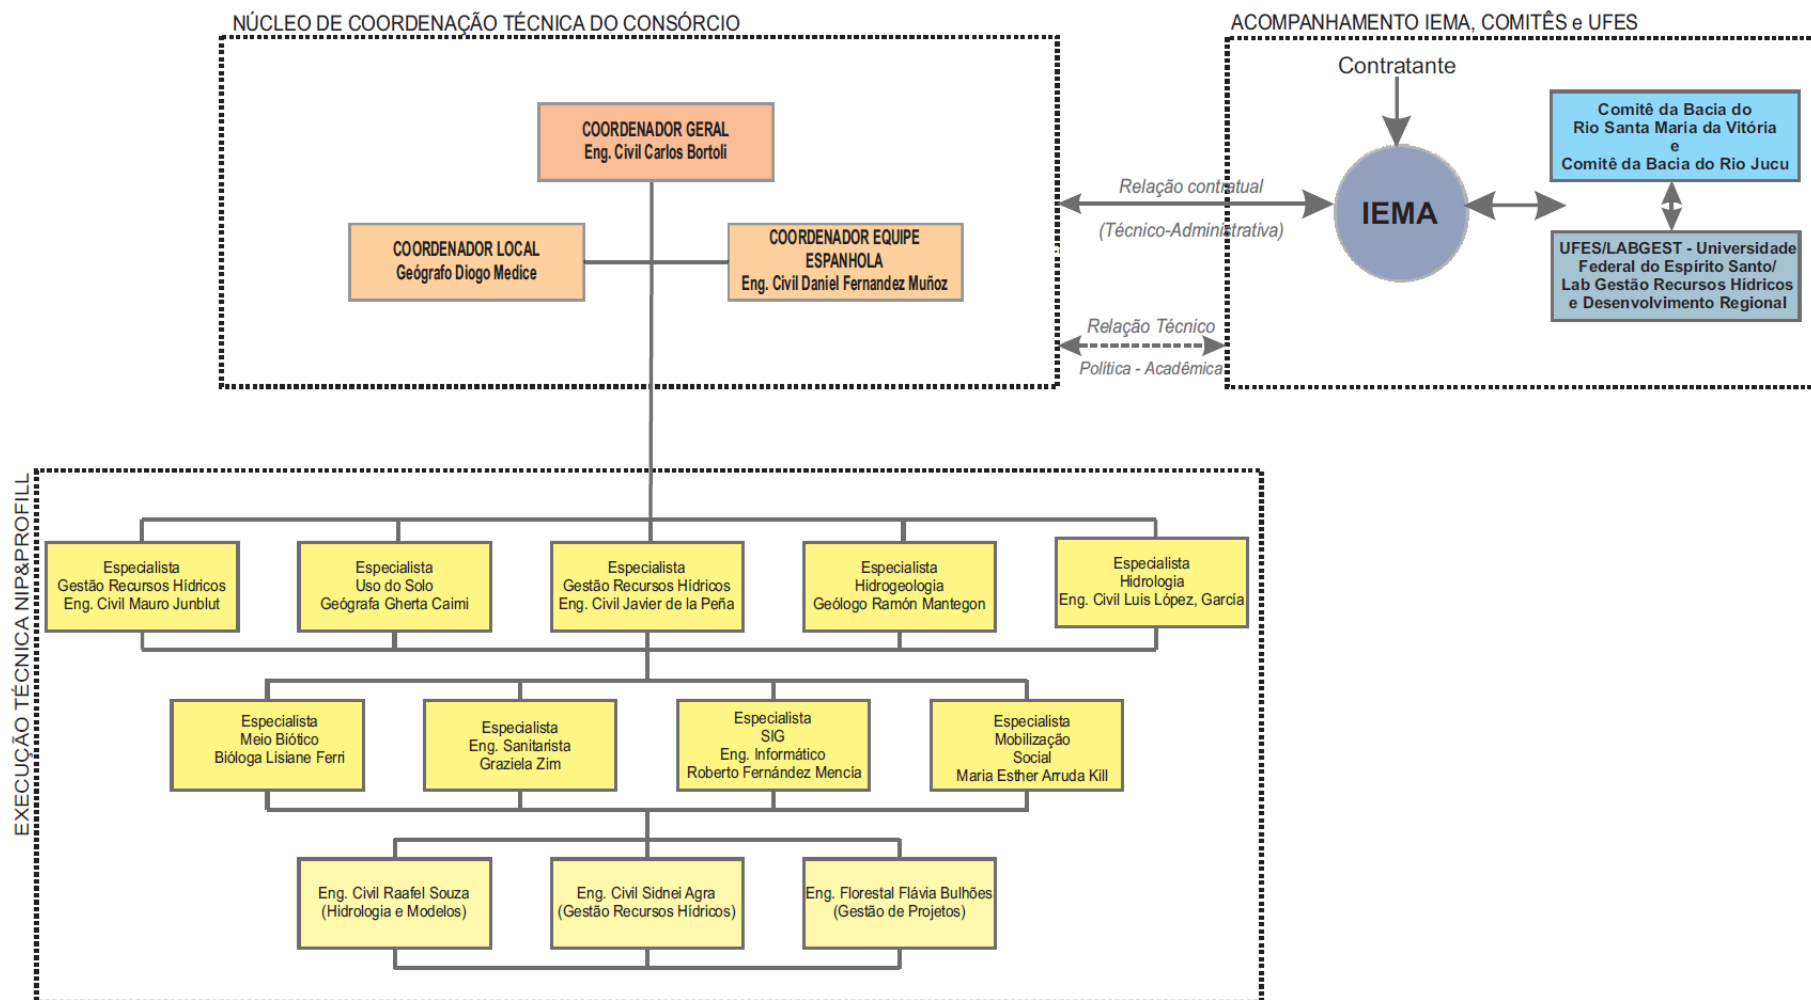 NÚCLEO DE COORDENAÇÃO TÉCNICA DO CONSÓRCIO
COORDENADOR GERAL
Eng. Civil Carlos Bortoli
COORDENADOR LOCAL
Geógrafo Diogo Medice
COORDENADOR EQUIPE
ESPANHOLA
Eng. Civil Daniel Fernandez Muñoz
Relação contratual
(Técnico-Administrativa)
Relação Técnico
Política - Acadêmica
ACOMPANHAMENTO IEMA, COMITÊS e UFES
Contratante
IEMA
Comitê da Bacia do
Rio Santa Maria da Vitória
e
Comitê da Bacia do Rio Jucu
UFES/LABGEST - Universidade
Federal do Espírito Santo/
Lab Gestão Recursos Hídricos
e Desenvolvimento Regional
EXECUÇÃO TÉCNICA NIP&PROFILL
Especialista
Gestão Recursos Hídricos
Eng. Civil Mauro Junblut
Especialista
Uso do Solo
Geógrafa Gherta Caimi
Especialista
Gestão Recursos Hídricos
Eng. Civil Javier de la Peña
Especialista
Hidrogeologia
Geólogo Ramón Mantegon
Especialista
Hidrologia
Eng. Civil Luis López, García
Especialista
Meio Biótico
Bióloga Lisiane Ferri
Especialista
Eng. Sanitarista
Graziela Zim
Especialista
SIG
Eng. Informático
Roberto Fernández Mencía
Especialista
Mobilização
Social
Maria Esther Arruda Kill
Eng. Civil Raafel Souza
(Hidrologia e Modelos)
Eng. Civil Sidnei Agra
(Gestão Recursos Hídricos)
Eng. Florestal Flávia Bulhões
(Gestão de Projetos)